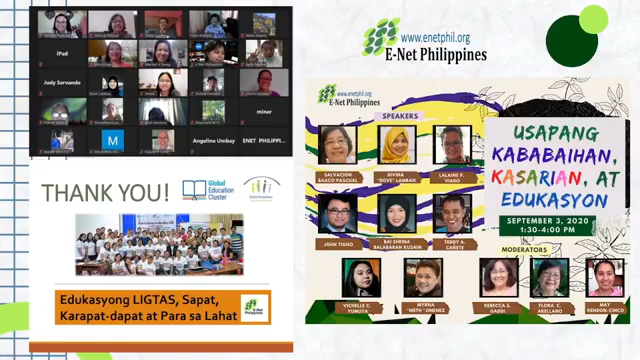 iPad
Judy Servando
minor
M
Angeline Umbay
ENET PHILIPPI...
THANK YOU!
Global
Education
Cluster
Edukasyong LIGTAS, Sapat,
Karapat-dapat at Para sa Lahat
E-Net
Philippines
www.enetphil.org
E-Net Philippines
www.enetphil.org
E-Net Philippines
SPEAKERS
SALVACION
BAACO PASCUAL
DIVINA
"DOVE" LAMBAN
LALAINE P.
VIADO
JOHN TIGNO
BAI SHEINA
BALABARAN KUSAIN
TEDDY A.
CAÑETE
USAPANG
KABABAIHAN,
KASARIAN, AT
EDUKASYON
SEPTEMBER 3, 2020
1:30-4:00 PM
MODERATORS
VICHELLE C.
YUMUYA
MYRNA
"METH" JIMENEZ
REBECCA S.
GADDI
FLORA C.
ARELLANO
MAY
RENDON-CINCO